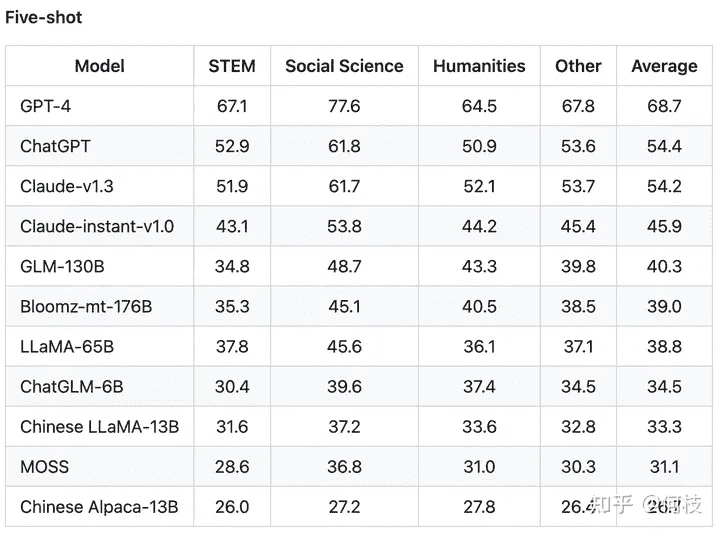 Five-shot
Model STEM Social Science Humanities Other Average
GPT-4 67.1 77.6 64.5 67.8 68.7
ChatGPT 52.9 61.8 50.9 53.6 54.4
Claude-v1.3 51.9 61.7 52.1 53.7 54.2
Claude-instant-v1.0 43.1 53.8 44.2 45.4 45.9
GLM-130B 34.8 48.7 43.3 39.8 40.3
Bloomz-mt-176B 35.3 45.1 40.5 38.5 39.0
LLaMA-65B 37.8 45.6 36.1 37.1 38.8
ChatGLM-6B 30.4 39.6 37.4 34.5 34.5
Chinese LLaMA-13B 31.6 37.2 33.6 32.8 33.3
MOSS 28.6 36.8 31.0 30.3 31.1
Chinese Alpaca-13B 26.0 27.2 27.8 26.4 26.7
知乎 @何枝